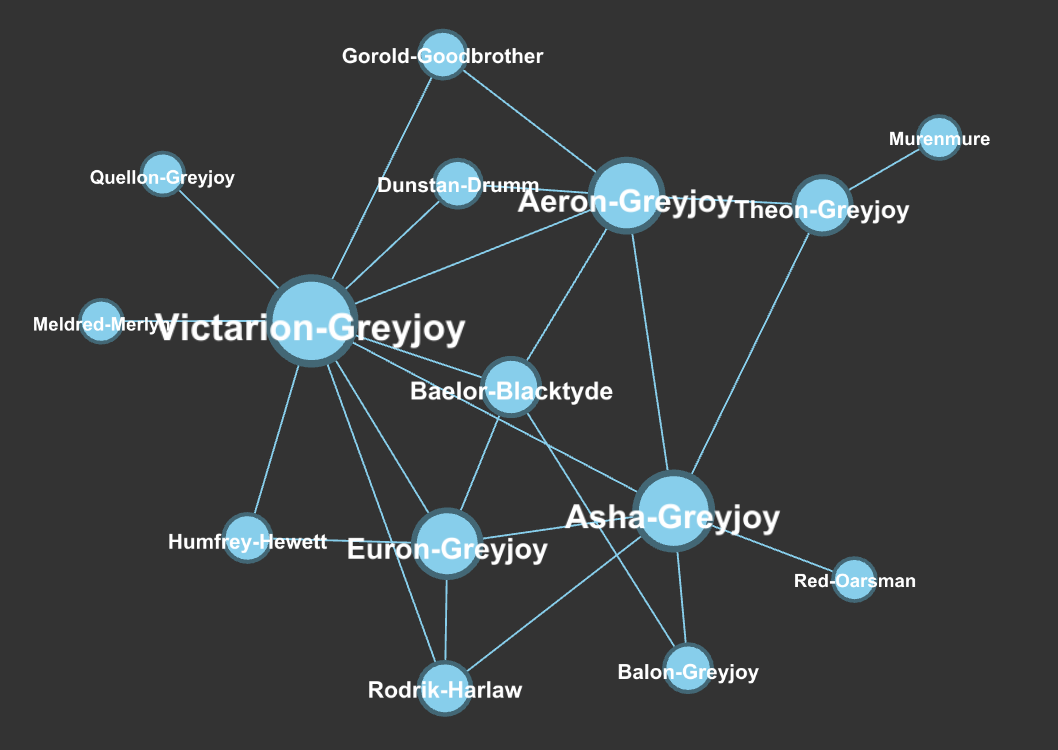 Gorold-Goodbrother
Murenmure
Quellon-Greyjoy
Dunstan-Drumm
Aeron-Greyjoy
Theon-Greyjoy
Meldred-Merlyn
Victarion-Greyjoy
Baelor-Blacktyde
Asha-Greyjoy
Humfrey-Hewett
Euron-Greyjoy
Red-Oarsman
Balon-Greyjoy
Rodrik-Harlaw